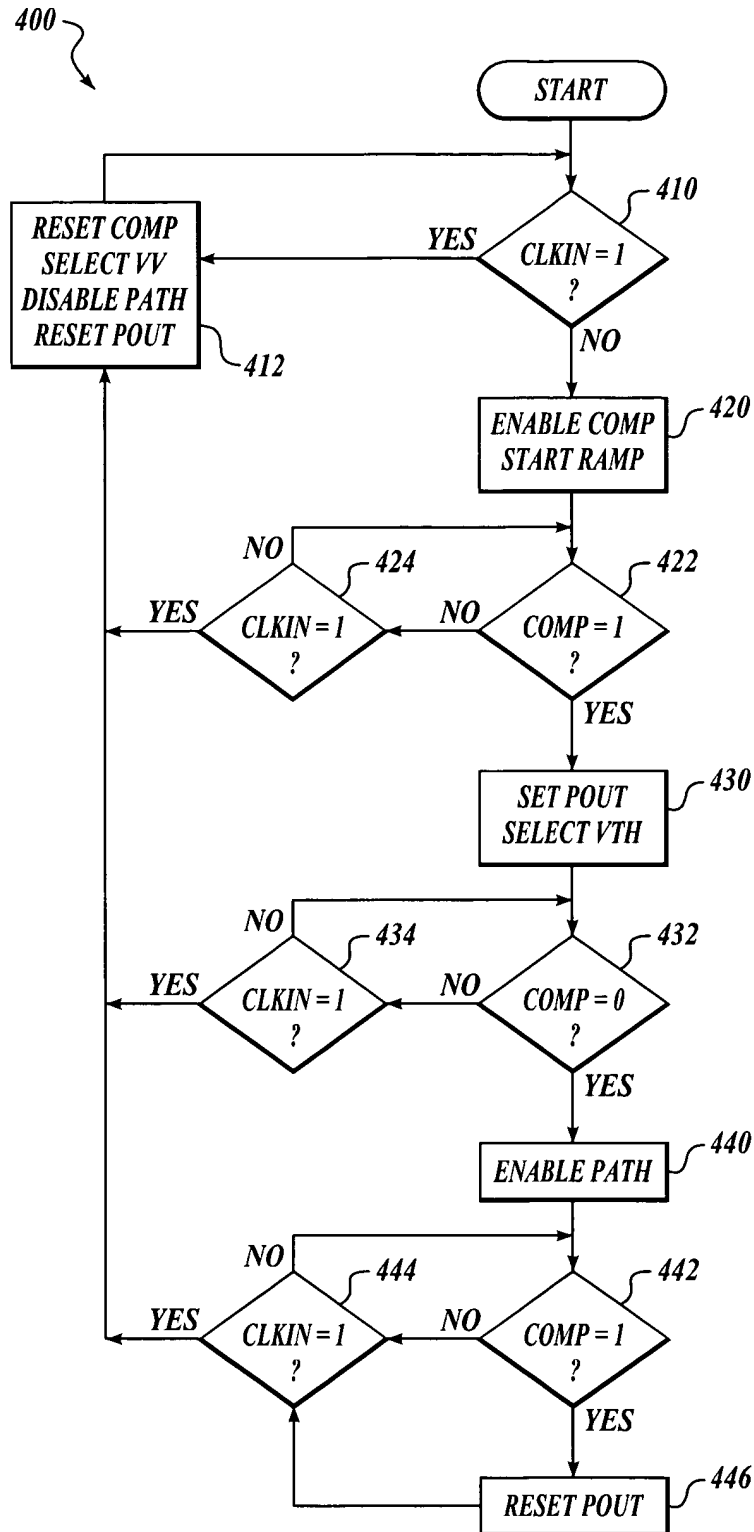 400
START
410
RESET COMP
SELECT VV
DISABLE PATH
RESET POUT
412
YES
CLKIN = 1
?
NO
ENABLE COMP
START RAMP
420
NO
424
422
YES
CLKIN = 1
?
NO
COMP = 1
?
YES
SET POUT
SELECT VTH
430
NO
434
432
YES
CLKIN = 1
?
NO
COMP = 0
?
YES
ENABLE PATH
440
NO
444
442
YES
CLKIN = 1
?
NO
COMP = 1
?
YES
RESET POUT
446